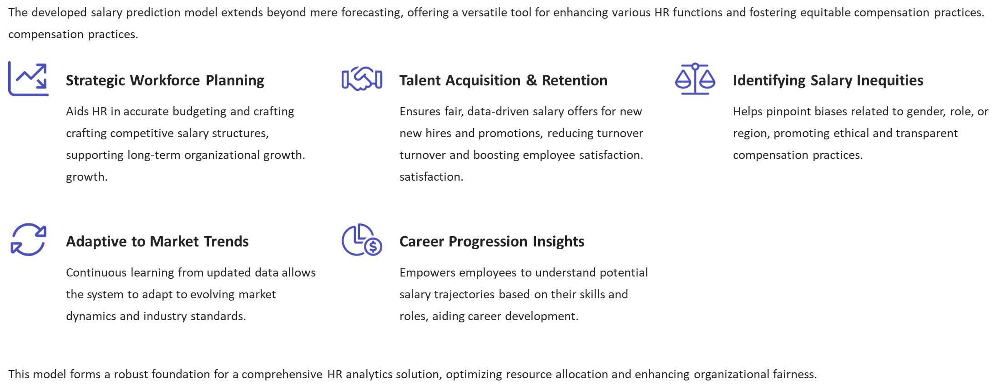 The developed salary prediction model extends beyond mere forecasting, offering a versatile tool for enhancing various HR functions and fostering equitable compensation practices.
compensation practices.
Strategic Workforce Planning
Aids HR in accurate budgeting and crafting
crafting competitive salary structures,
supporting long-term organizational growth.
growth.
Talent Acquisition & Retention
Ensures fair, data-driven salary offers for new
new hires and promotions, reducing turnover
turnover and boosting employee satisfaction.
satisfaction.
Identifying Salary Inequities
Helps pinpoint biases related to gender, role, or
region, promoting ethical and transparent
compensation practices.
Adaptive to Market Trends
Continuous learning from updated data allows
the system to adapt to evolving market
dynamics and industry standards.
Career Progression Insights
Empowers employees to understand potential
salary trajectories based on their skills and
roles, aiding career development.
This model forms a robust foundation for a comprehensive HR analytics solution, optimizing resource allocation and enhancing organizational fairness.